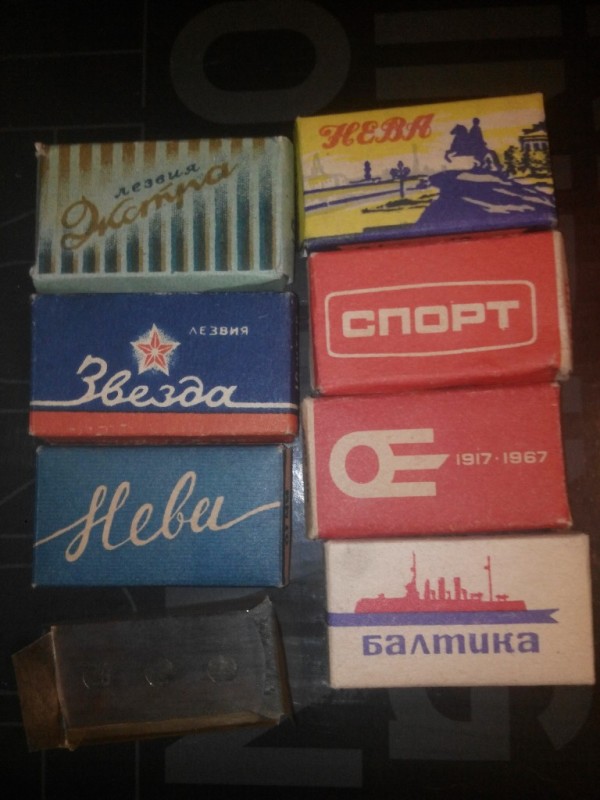 лезвия
Экстра
НЕВА
ЛЕЗВИЯ
Звезда
СПОРТ
Нева
1917 · 1967
БАЛТИКА